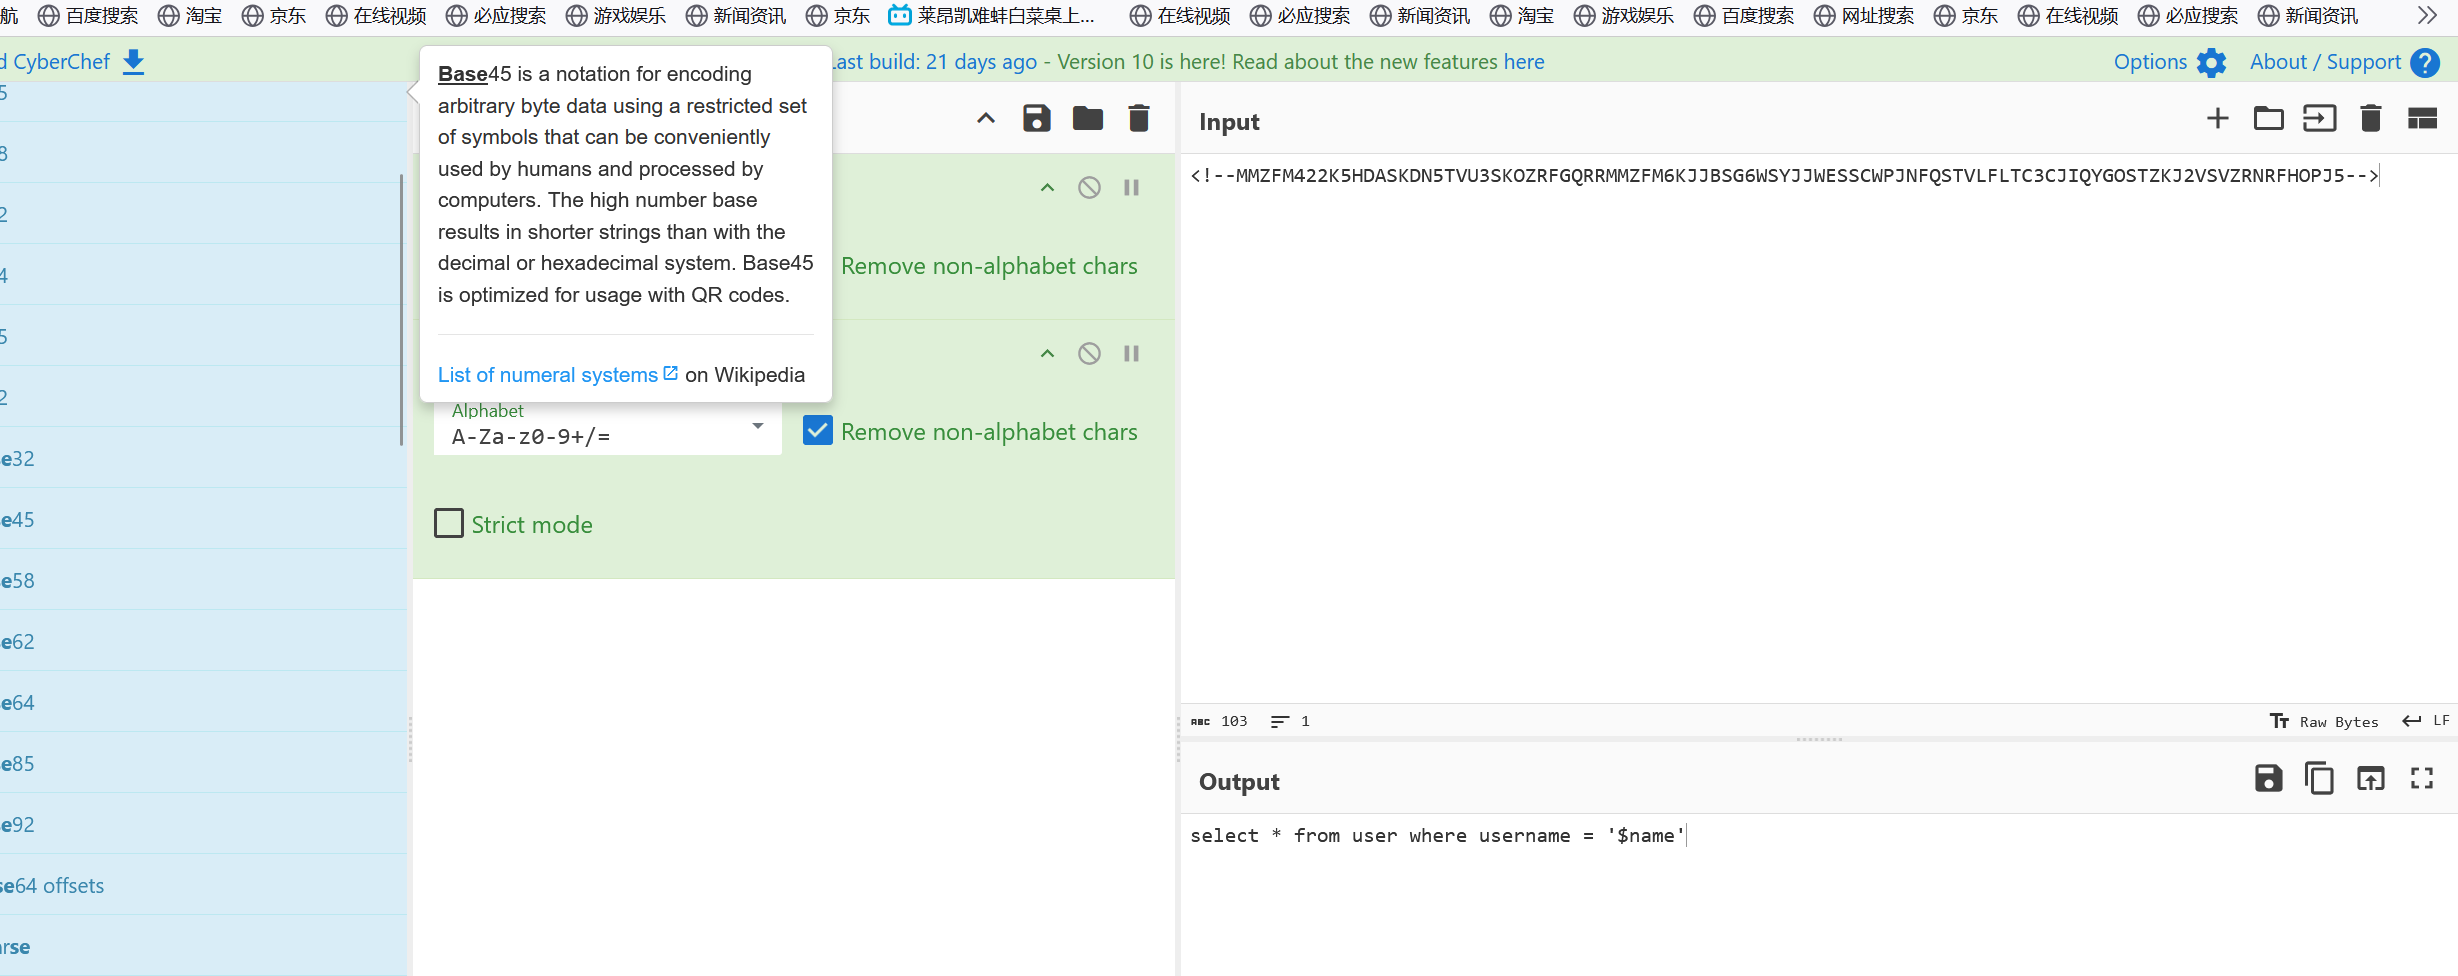 航 百度搜索 淘宝 京东 在线视频 必应搜索 游戏娱乐 新闻资讯 京东 莱昂凯难蚌白菜桌上... 在线视频 必应搜索 新闻资讯 淘宝 游戏娱乐 百度搜索 网址搜索 京东 在线视频 必应搜索 新闻资讯
d CyberChef
Last build: 21 days ago - Version 10 is here! Read about the new features here
Options
About / Support
5
8
2
4
5
2
e32
e45
e58
e62
e64
e85
e92
se64 offsets
arse
Base45 is a notation for encoding
arbitrary byte data using a restricted set
of symbols that can be conveniently
used by humans and processed by
computers. The high number base
results in shorter strings than with the
decimal or hexadecimal system. Base45
is optimized for usage with QR codes.
List of numeral systems on Wikipedia
Remove non-alphabet chars
Alphabet
A-Za-z0-9+/=
Remove non-alphabet chars
Strict mode
Input
<!--MMZFM422K5HDASKDN5TVU3SKOZRFGQRRMMZFM6KJJBSG6WSYJJWESSCWPJNFQSTVLFLTC3CJIQYGOSTZKJ2VSVZRNRFHOPJ5-->
ABC 103 1
Raw Bytes LF
Output
select * from user where username = '$name'